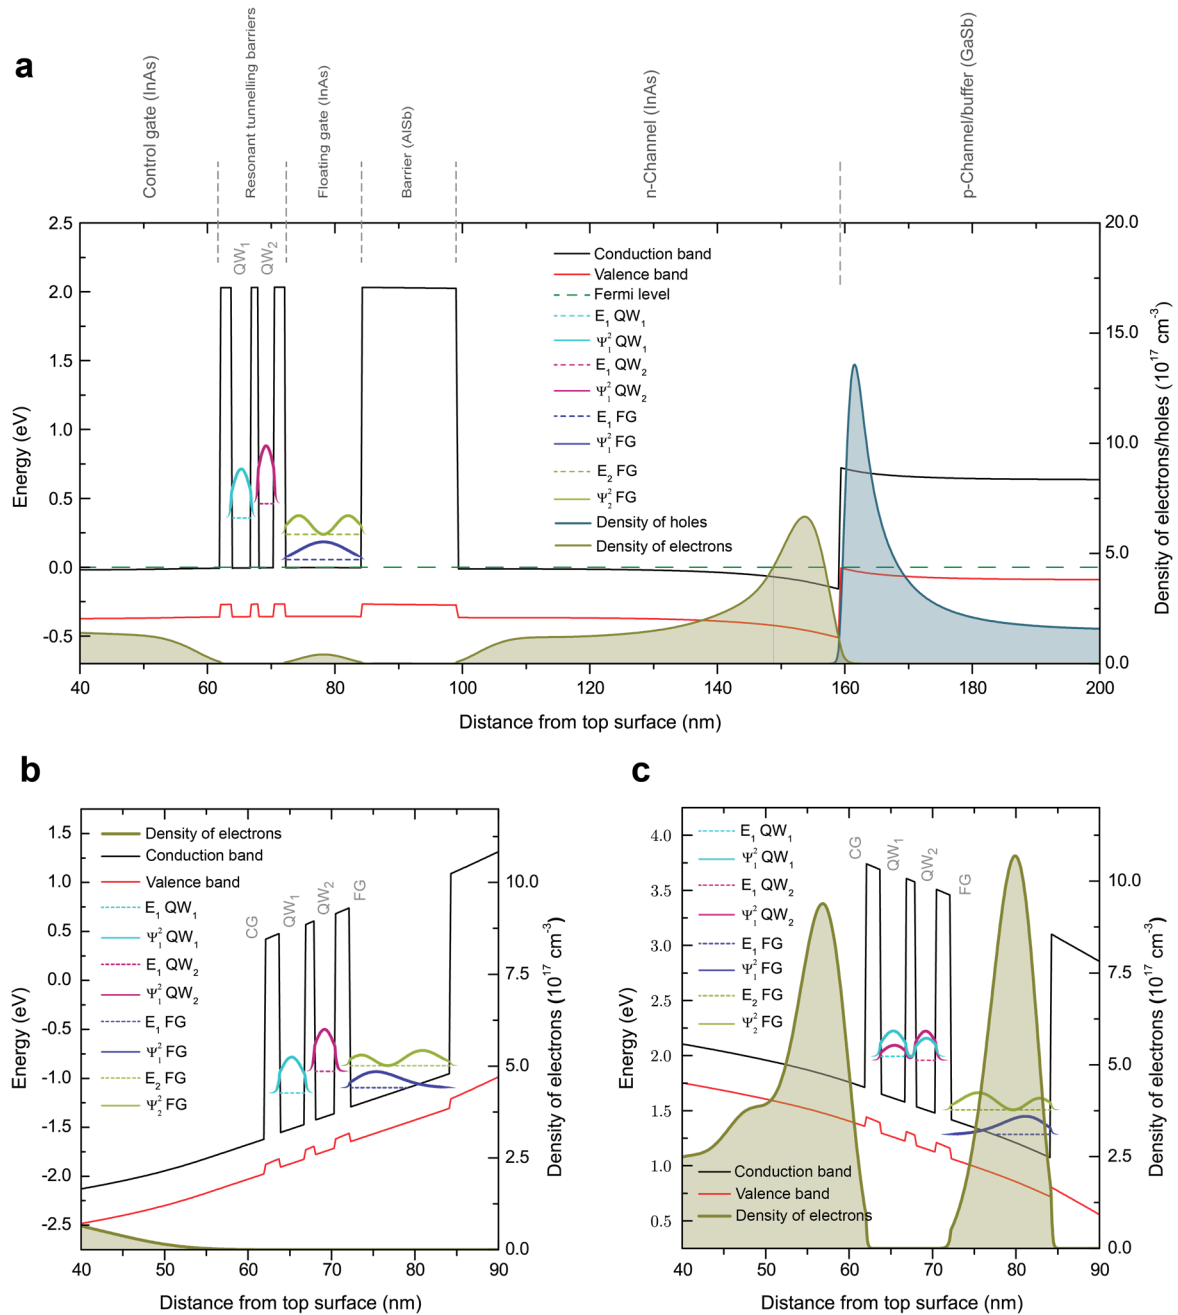 a
Control gate (InAs)
Resonant tunnelling barriers
Floating gate (InAs)
Barrier (AlSb)
n-Channel (InAs)
p-Channel/buffer (GaSb)
QW1
QW2
Conduction band
Valence band
Fermi level
E1 QW1
Ψ1² QW1
E1 QW2
Ψ1² QW2
E1 FG
Ψ1² FG
E2 FG
Ψ2² FG
Density of holes
Density of electrons
Energy (eV)
2.5
2.0
1.5
1.0
0.5
0.0
-0.5
Density of electrons/holes (10¹⁷ cm⁻³)
20.0
15.0
10.0
5.0
0.0
40 60 80 100 120 140 160 180 200
Distance from top surface (nm)
b
Density of electrons
Conduction band
Valence band
E1 QW1
Ψ1² QW1
E1 QW2
Ψ1² QW2
E1 FG
Ψ1² FG
E2 FG
Ψ2² FG
CG
QW1
QW2
FG
Energy (eV)
1.5
1.0
0.5
0.0
-0.5
-1.0
-1.5
-2.0
-2.5
Density of electrons (10¹⁷ cm⁻³)
10.0
7.5
5.0
2.5
0.0
40 50 60 70 80 90
Distance from top surface (nm)
c
E1 QW1
Ψ1² QW1
E1 QW2
Ψ1² QW2
E1 FG
Ψ1² FG
E2 FG
Ψ2² FG
CG
QW1
QW2
FG
Conduction band
Valence band
Density of electrons
Energy (eV)
4.0
3.5
3.0
2.5
2.0
1.5
1.0
0.5
Density of electrons (10¹⁷ cm⁻³)
10.0
7.5
5.0
2.5
0.0
40 50 60 70 80 90
Distance from top surface (nm)